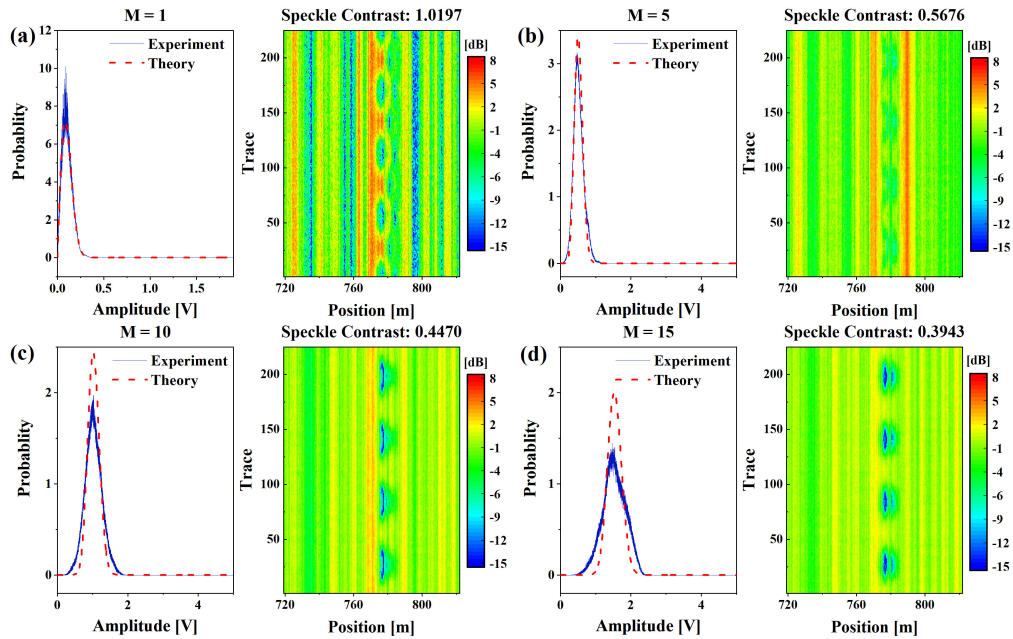 M = 1
Speckle Contrast: 1.0197
M = 5
Speckle Contrast: 0.5676
(a)
Experiment
Theory
Probablity
12
10
8
6
4
2
0
0.0
0.5
1.0
1.5
Amplitude [V]
Trace
200
150
100
50
720
760
800
Position [m]
[dB]
8
5
2
-1
-4
-6
-9
-12
-15
(b)
Experiment
Theory
Probablity
3
2
1
0
0
2
4
Amplitude [V]
Trace
200
150
100
50
720
760
800
Position [m]
[dB]
8
5
2
-1
-4
-6
-9
-12
-15
M = 10
Speckle Contrast: 0.4470
M = 15
Speckle Contrast: 0.3943
(c)
Experiment
Theory
Probablity
2
1
0
0
2
4
Amplitude [V]
Trace
200
150
100
50
720
760
800
Position [m]
[dB]
8
5
2
-1
-4
-6
-9
-12
-15
(d)
Experiment
Theory
Probablity
2
1
0
0
2
4
Amplitude [V]
Trace
200
150
100
50
720
760
800
Position [m]
[dB]
8
5
2
-1
-4
-6
-9
-12
-15